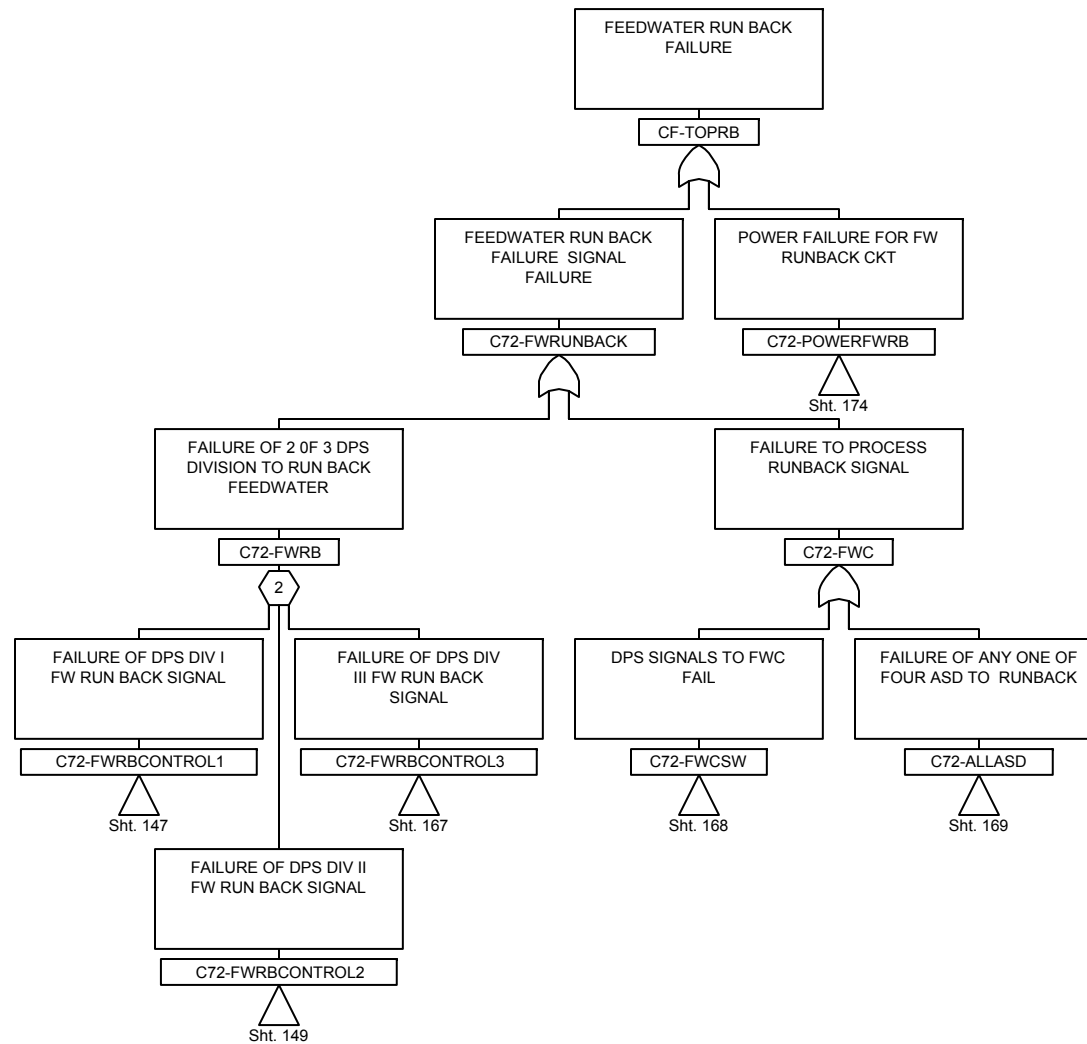 FEEDWATER RUN BACK
FAILURE
CF-TOPRB
FEEDWATER RUN BACK
FAILURE SIGNAL
FAILURE
C72-FWRUNBACK
POWER FAILURE FOR FW
RUNBACK CKT
C72-POWERFWRB
Sht. 174
FAILURE OF 2 0F 3 DPS
DIVISION TO RUN BACK
FEEDWATER
C72-FWRB
2
FAILURE TO PROCESS
RUNBACK SIGNAL
C72-FWC
FAILURE OF DPS DIV I
FW RUN BACK SIGNAL
C72-FWRBCONTROL1
Sht. 147
FAILURE OF DPS DIV
III FW RUN BACK
SIGNAL
C72-FWRBCONTROL3
Sht. 167
DPS SIGNALS TO FWC
FAIL
C72-FWCSW
Sht. 168
FAILURE OF ANY ONE OF
FOUR ASD TO RUNBACK
C72-ALLASD
Sht. 169
FAILURE OF DPS DIV II
FW RUN BACK SIGNAL
C72-FWRBCONTROL2
Sht. 149